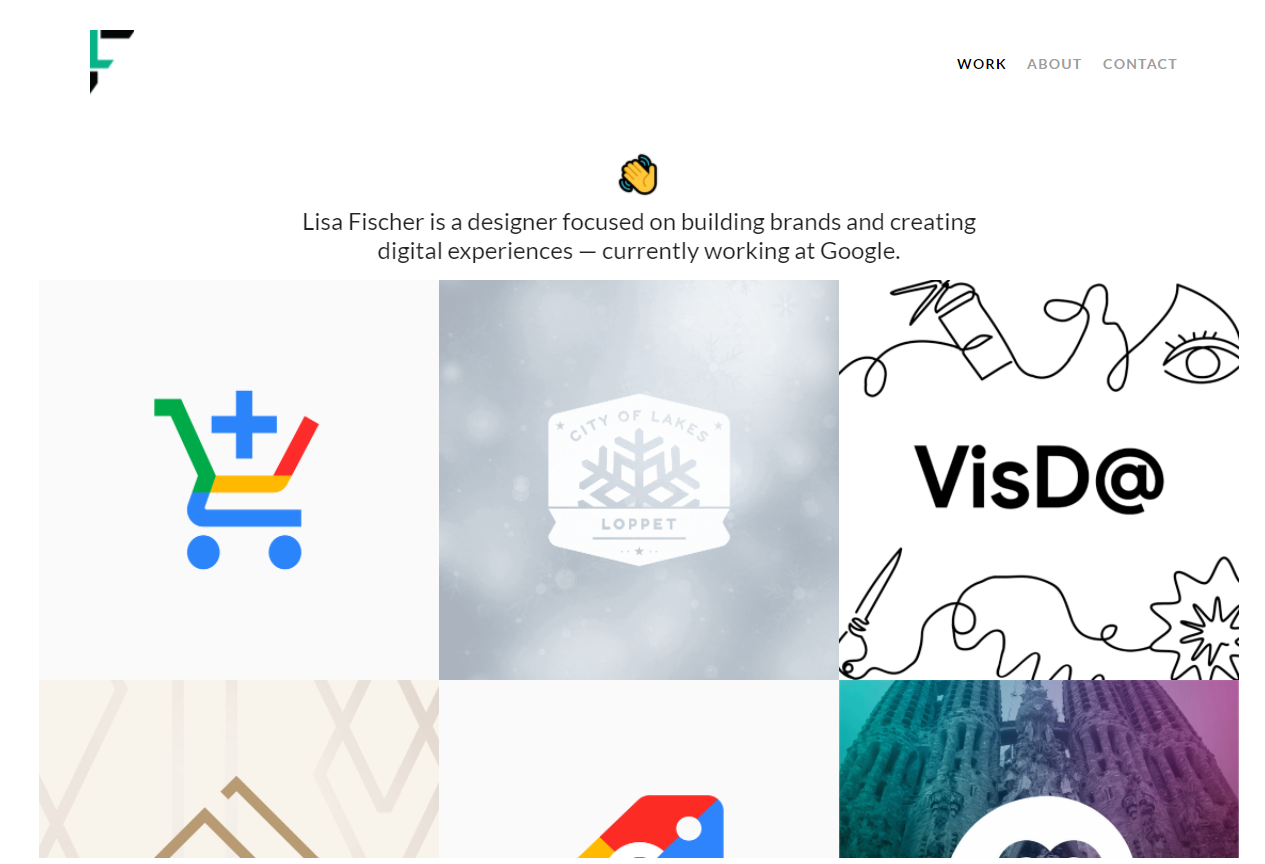 WORK ABOUT CONTACT
Lisa Fischer is a designer focused on building brands and creating
digital experiences — currently working at Google.
CITY OF LAKES
LOPPET
VisD@